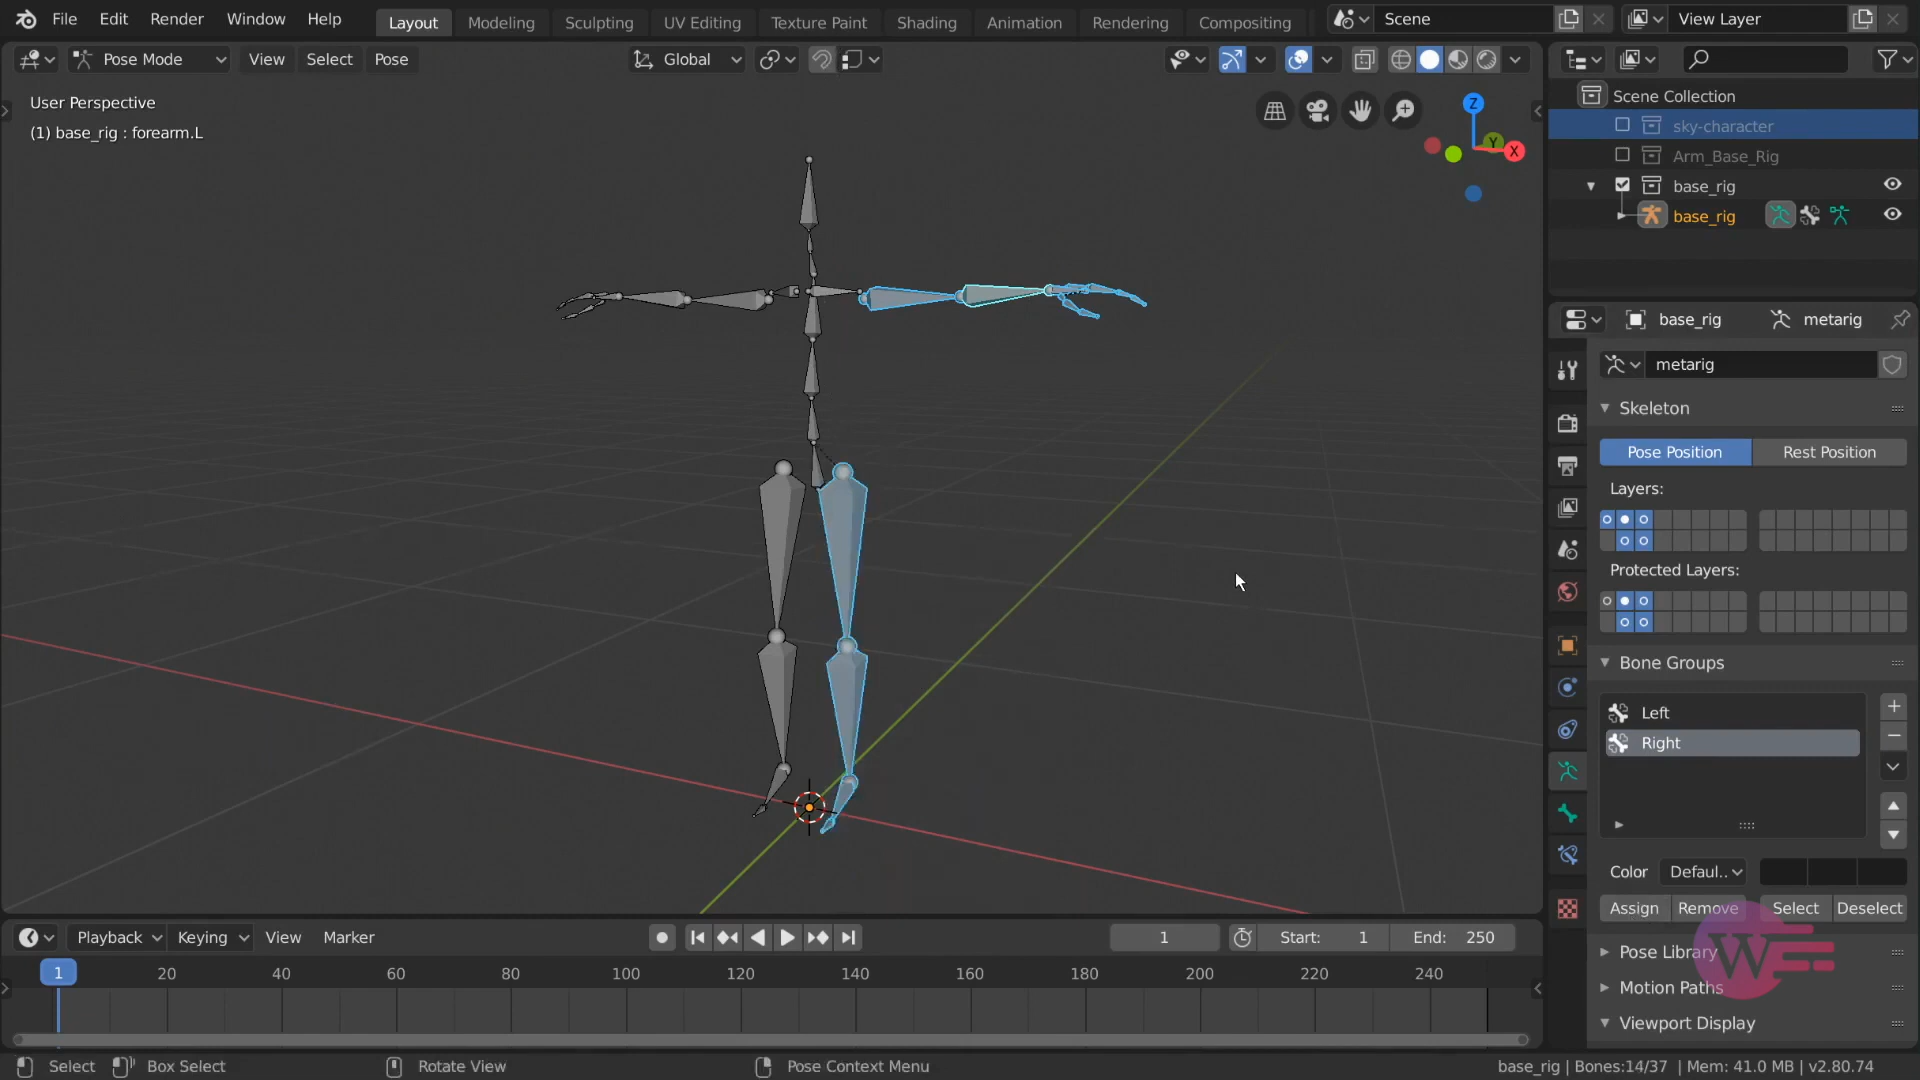 File Edit Render Window Help Layout Modeling Sculpting UV Editing Texture Paint Shading Animation Rendering Compositing Scene View Layer
Pose Mode View Select Pose Global
User Perspective
(1) base_rig : forearm.L
Z
Y
X
Scene Collection
sky-character
Arm_Base_Rig
base_rig
base_rig
base_rig metarig
metarig
Skeleton
Pose Position Rest Position
Layers:
Protected Layers:
Bone Groups
Left
Right
Color Defaul..
Assign Remove Select Deselect
Pose Library
Motion Paths
Viewport Display
Playback Keying View Marker 1 Start: 1 End: 250
1 20 40 60 80 100 120 140 160 180 200 220 240
Select Box Select Rotate View Pose Context Menu base_rig | Bones:14/37 | Mem: 41.0 MB | v2.80.74
W